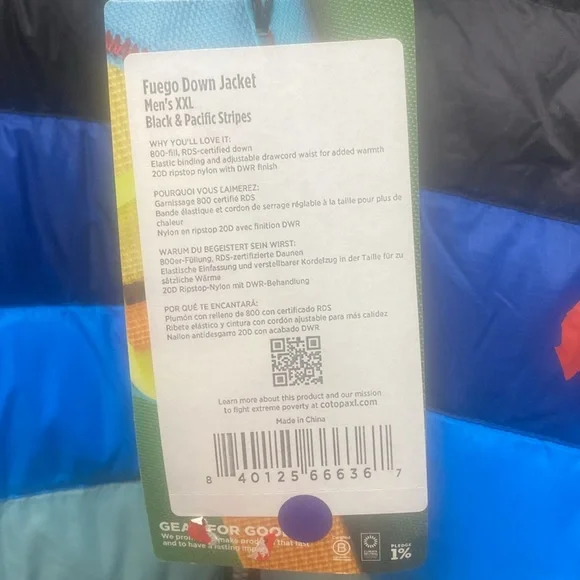 Fuego Down Jacket
Men's XXL
Black & Pacific Stripes
WHY YOU'LL LOVE IT:
800-fill, RDS-certified down
Elastic binding and adjustable drawcord waist for added warmth
20D ripstop nylon with DWR finish
POURQUOI VOUS L'AIMEREZ:
Garnissage 800 certifié RDS
Bande élastique et cordon de serrage réglable à la taille pour plus de
chaleur
Nylon en ripstop 20D avec finition DWR
WARUM DU BEGEISTERT SEIN WIRST:
800er-Füllung, RDS-zertifizierte Daunen
Elastische Einfassung und verstellbarer Kordelzug in der Taille für zu
sätzliche Wärme
20D Ripstop-Nylon mit DWR-Behandlung
POR QUÉ TE ENCANTARÁ:
Plumón con relleno de 800 con certificado RDS
Ribete elástico y cintura con cordón ajustable para más calidez
Nailon antidesgarro 20D con acabado DWR
Learn more about this product and our mission
to fight extreme poverty at cotopaxi.com
Made in China
8 40125 66636 7
FOR
We make
and to have a lasting
B
PLEDGE
1%